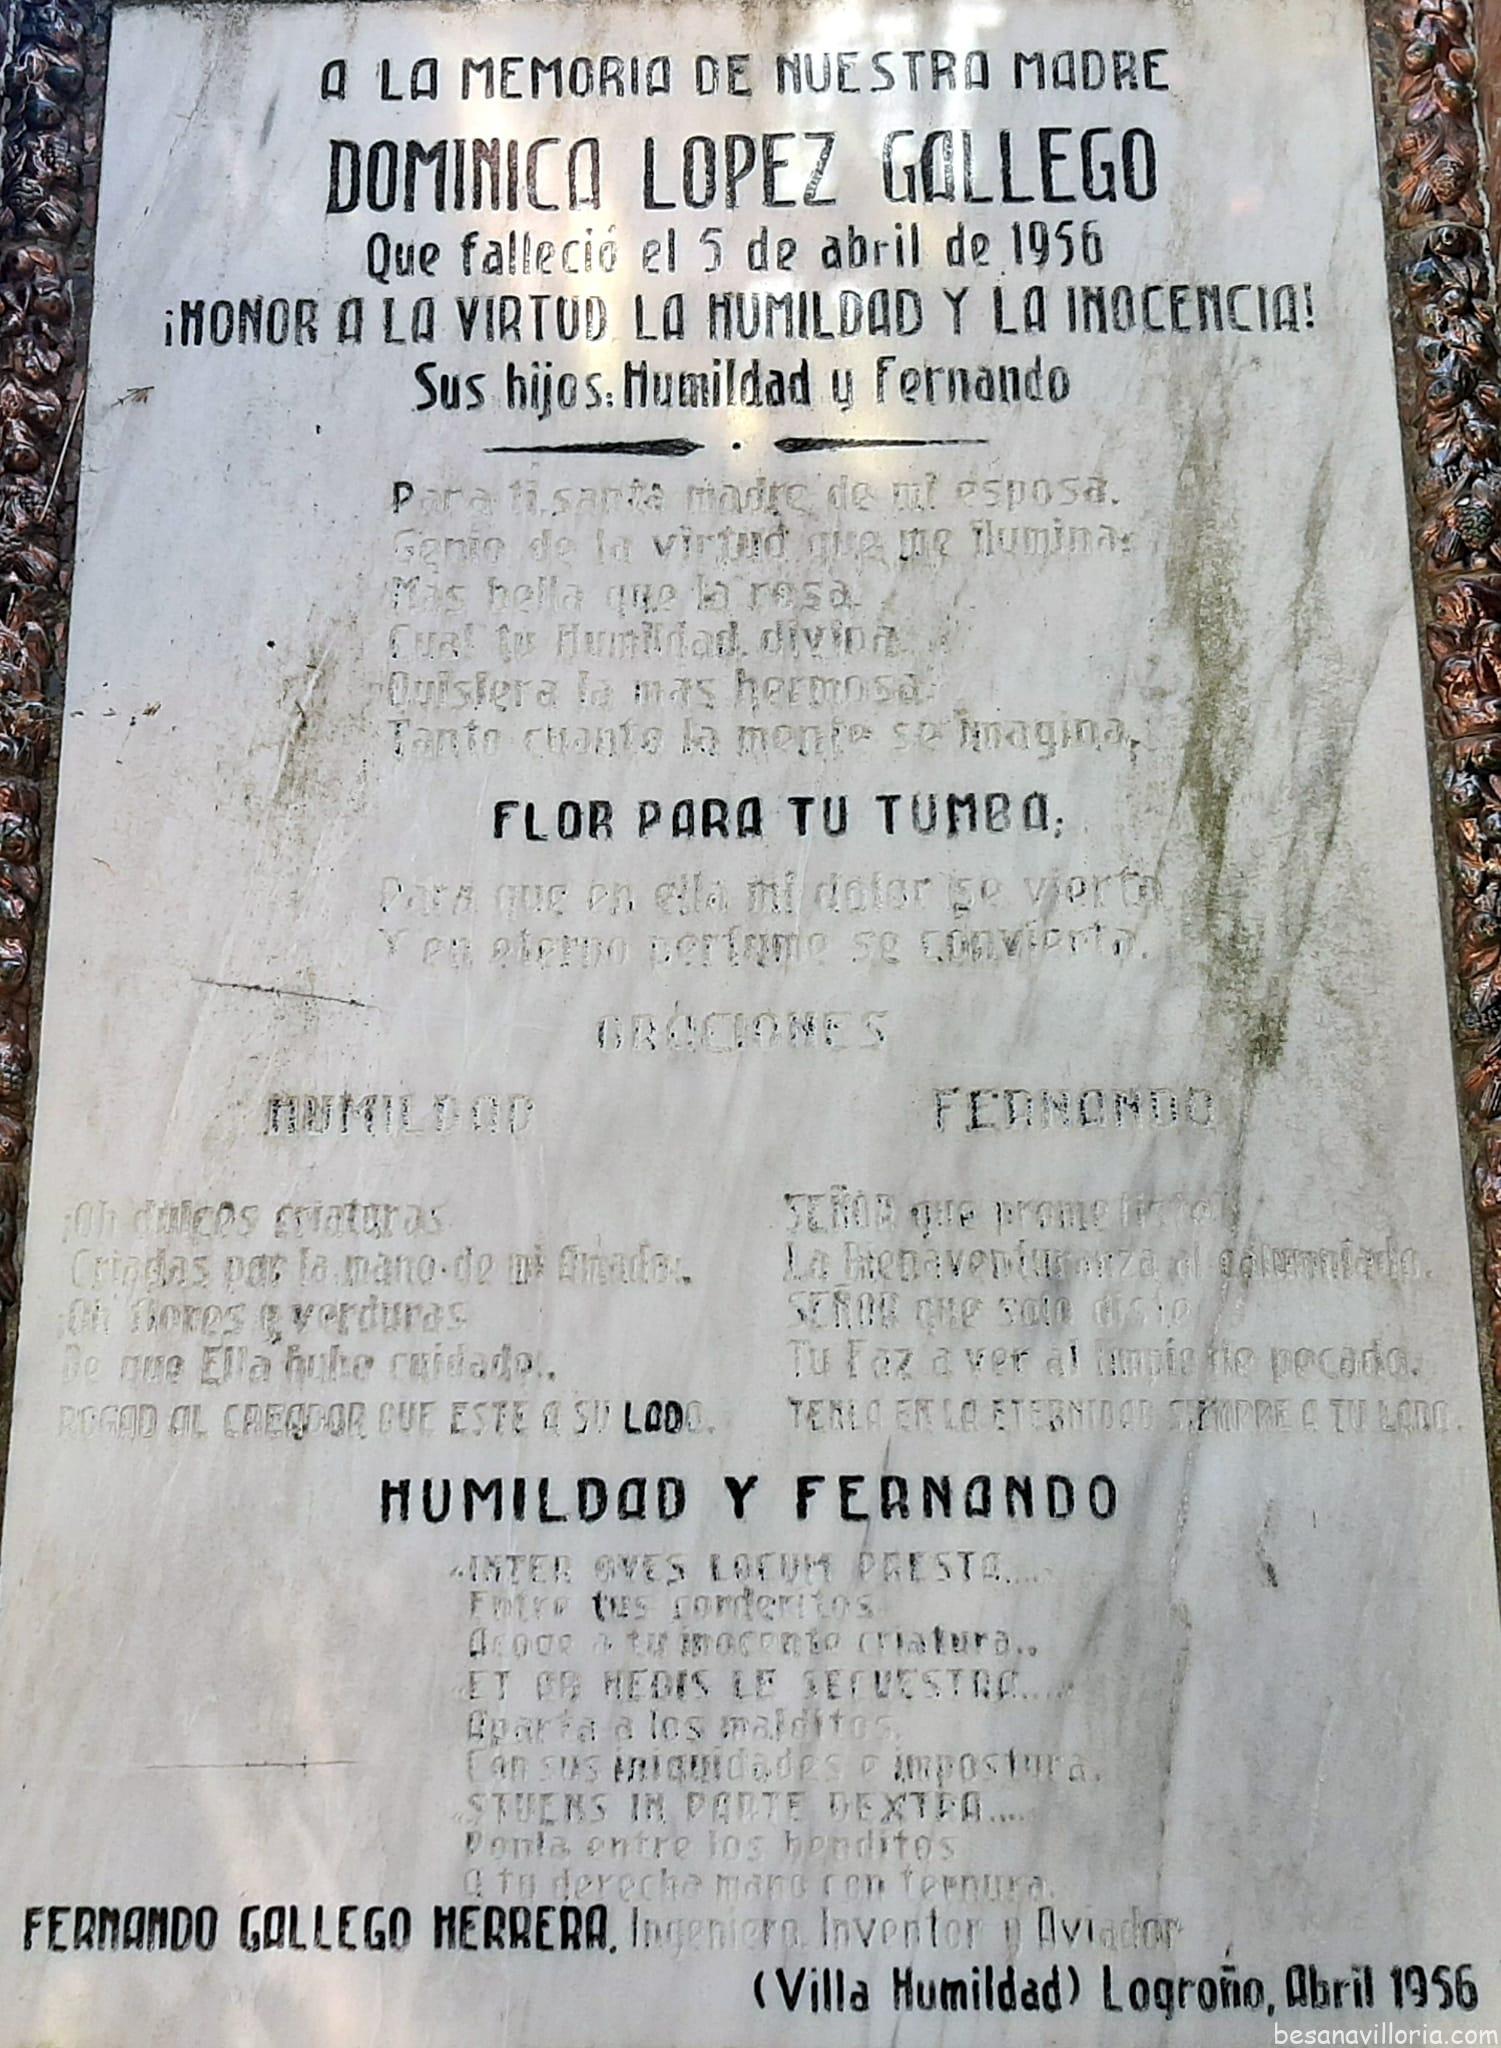 A LA MEMORIA DE NUESTRA MADRE
DOMINICA LOPEZ GALLEGO
Que falleció el 5 de abril de 1956
¡HONOR A LA VIRTUD LA HUMILDAD Y LA INOCENCIA!
Sus hijos: Humildad y Fernando
Para ti, santa madre de mi esposa.
Genio de la virtud que me ilumina:
Mas bella que la rosa.
Cual tu Humildad, divina
Quisiera la mas hermosa
Tanto cuanto la mente se imagina,
FLOR PARA TU TUMBA;
Para que en ella mi dolor se vierta
Y en eterno perfume se convierta.
ORACIONES
HUMILDAD
¡Oh dulces criaturas
Criadas por la mano de mi Amado:.
¡Oh flores y verduras
De que Ella hubo cuidado:.
ROGAD AL CREADOR QUE ESTE A SU LADO.
FERNANDO
SEÑOR que prometiste
La Bienaventuranza al calumniado.
SEÑOR que solo diste
Tu Faz a ver al limpio de pecado.
TENLA EN LA ETERNIDAD SIEMPRE A TU LADO.
HUMILDAD Y FERNANDO
"INTER OVES LOCUM PRESTA....
Entre tus corderitos
Acoge a tu inocente criatura..
"ET AB HEDIS LE SECUESTRA....
Aparta a los malditos,
Con sus iniquidades e impostura.
"STUENS IN PARTE DEXTRA....
Ponla entre los benditos
A tu derecha mano con ternura.
FERNANDO GALLEGO HERRERA, Ingeniero, Inventor y Aviador
(Villa Humildad) Logroño, Abril 1956
besanavilloria.com